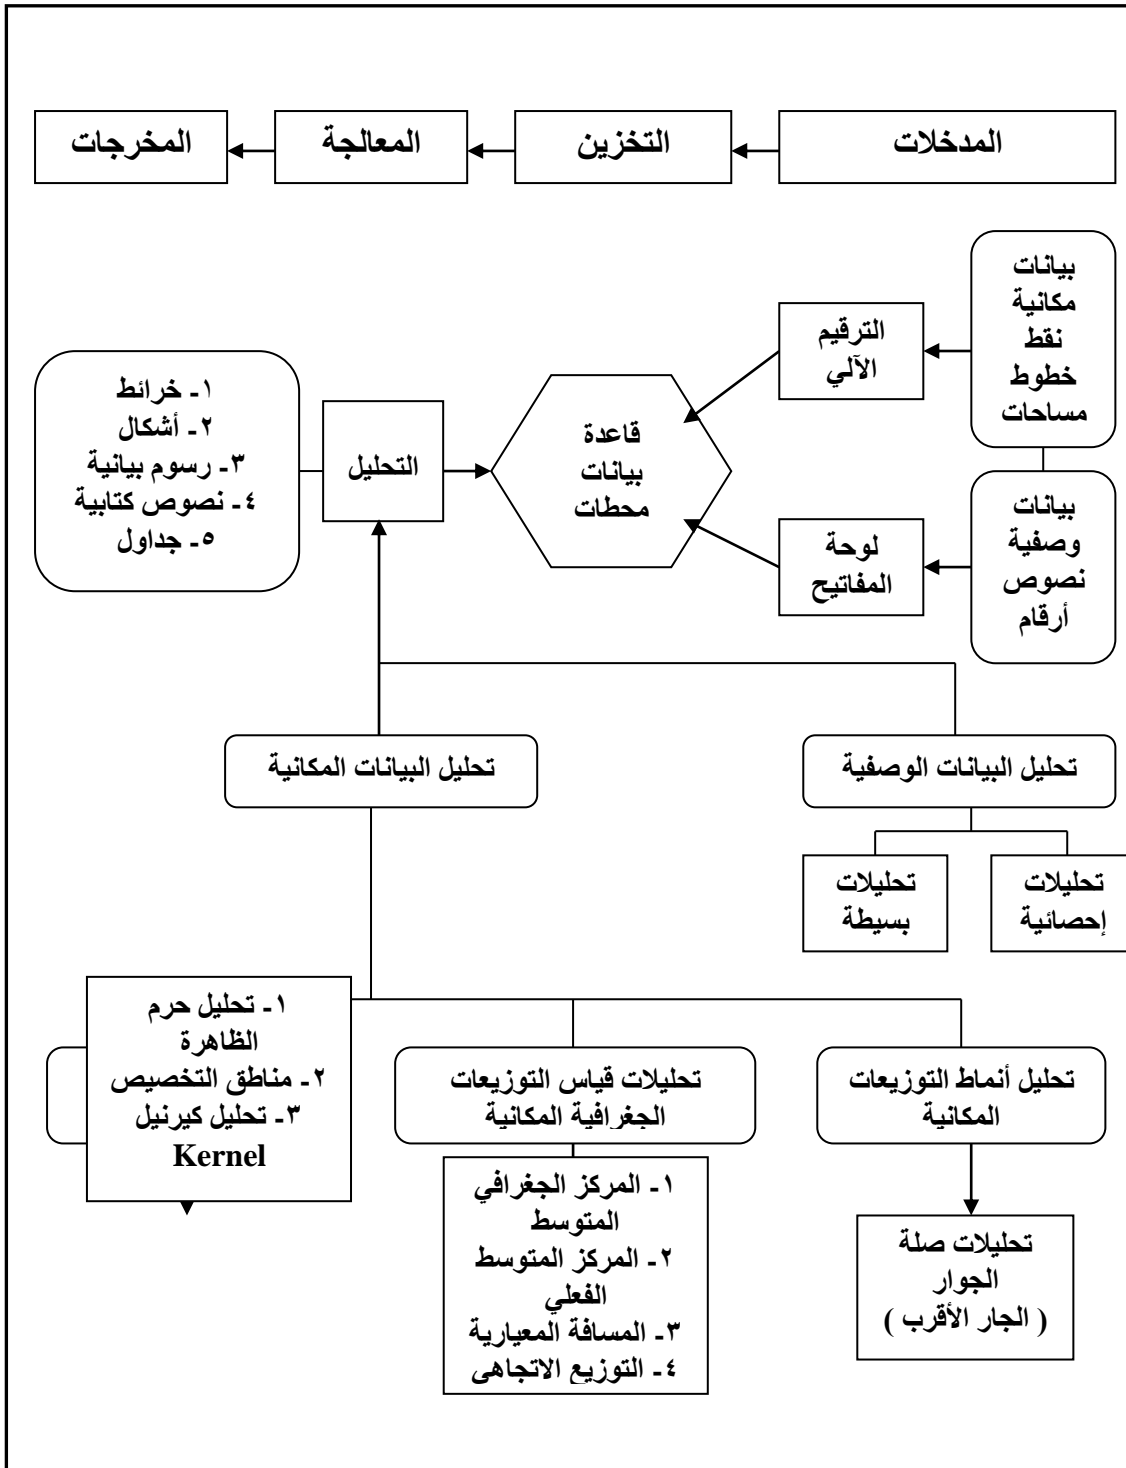 المدخلات
التخزين
المعالجة
المخرجات
بيانات
مكانية
نقط
خطوط
مساحات
الترقيم
الآلي
قاعدة
بيانات
محطات
التحليل
١- خرائط
٢- أشكال
٣- رسوم بيانية
٤- نصوص كتابية
٥- جداول
بيانات
وصفية
نصوص
أرقام
لوحة
المفاتيح
تحليل البيانات الوصفية
تحليل البيانات المكانية
تحليلات
إحصائية
تحليلات
بسيطة
تحليل أنماط التوزيعات
المكانية
تحليلات قياس التوزيعات
الجغرافية المكانية
١- تحليل حرم
الظاهرة
٢- مناطق التخصيص
٣- تحليل كيرنيل
Kernel
تحليلات صلة
الجوار
( الجار الأقرب )
١- المركز الجغرافي
المتوسط
٢- المركز المتوسط
الفعلي
٣- المسافة المعيارية
٤- التوزيع الاتجاهي